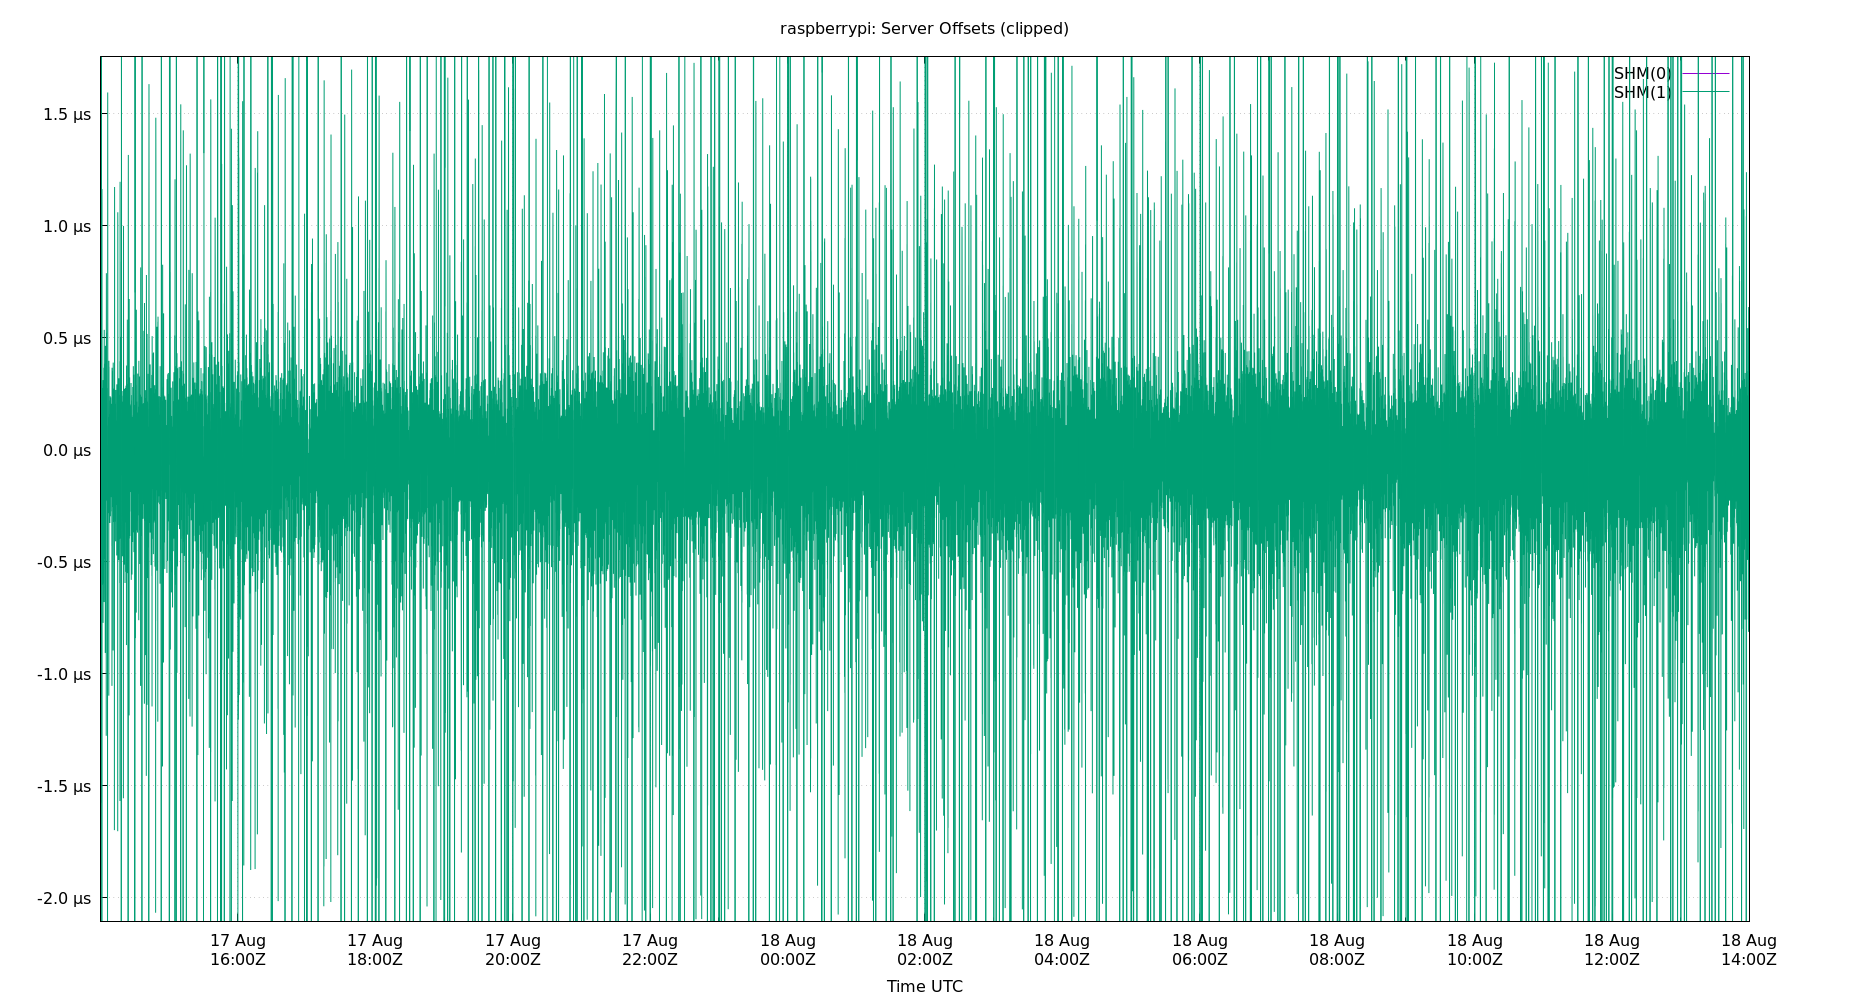 raspberrypi: Server Offsets (clipped)
SHM(0)
SHM(1)
1.5 µs
1.0 µs
0.5 µs
0.0 µs
-0.5 µs
-1.0 µs
-1.5 µs
-2.0 µs
17 Aug 17 Aug 17 Aug 17 Aug 18 Aug 18 Aug 18 Aug 18 Aug 18 Aug 18 Aug 18 Aug 18 Aug
16:00Z 18:00Z 20:00Z 22:00Z 00:00Z 02:00Z 04:00Z 06:00Z 08:00Z 10:00Z 12:00Z 14:00Z
Time UTC